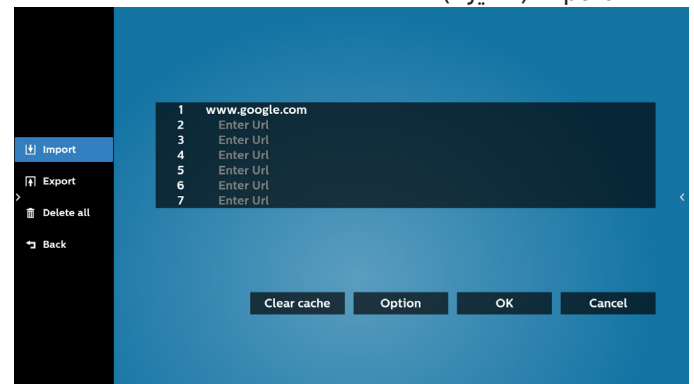 1 www.google.com
2 Enter Url
3 Enter Url
4 Enter Url
5 Enter Url
6 Enter Url
7 Enter Url
Import
Export
Delete all
Back
Clear cache Option OK Cancel